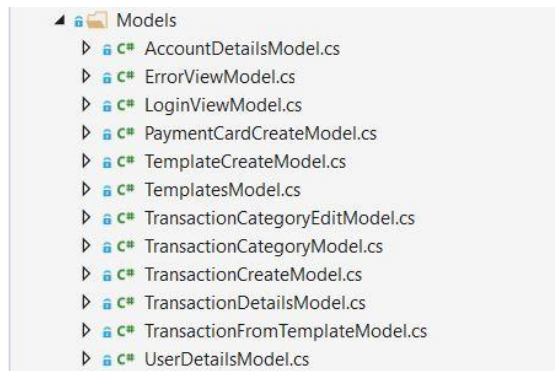 Models
C# AccountDetailsModel.cs
C# ErrorViewModel.cs
C# LoginViewModel.cs
C# PaymentCardCreateModel.cs
C# TemplateCreateModel.cs
C# TemplatesModel.cs
C# TransactionCategoryEditModel.cs
C# TransactionCategoryModel.cs
C# TransactionCreateModel.cs
C# TransactionDetailsModel.cs
C# TransactionFromTemplateModel.cs
C# UserDetailsModel.cs